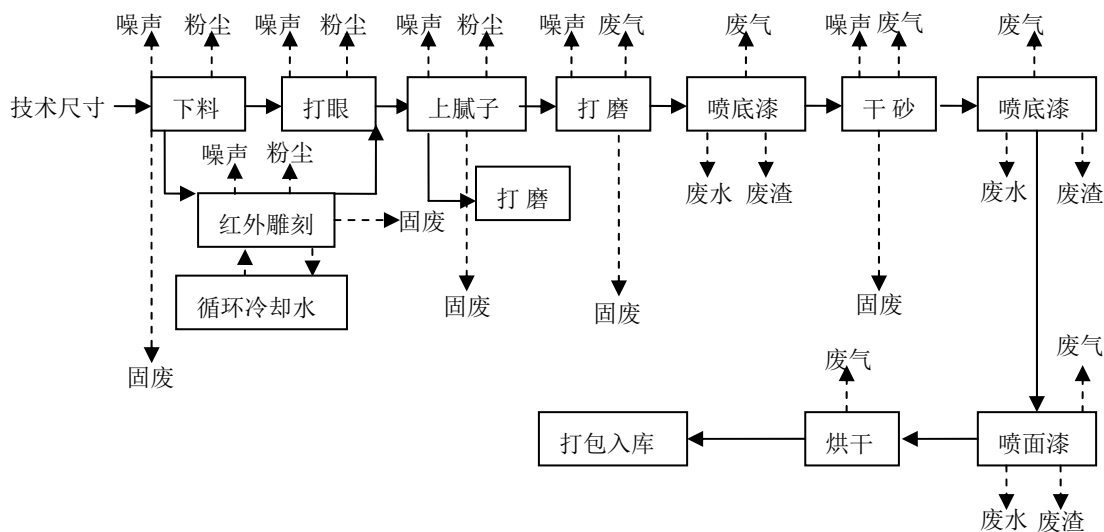 噪声 粉尘 噪声 粉尘 噪声 粉尘 噪声 废气 废气 噪声 废气 废气
技术尺寸 下料 打眼 上腻子 打 磨 喷底漆 干 砂 喷底漆
噪声 粉尘
废水 废渣 废水 废渣
打 磨
红外雕刻 固废
循环冷却水 固废 固废 固废
固废
废气 废气
打包入库 烘干 喷面漆
废水 废渣